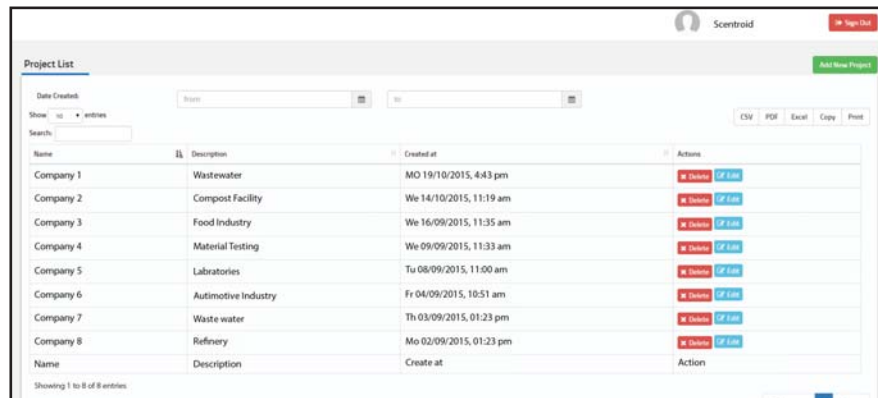 Scentroid Sign Out
Project List Add New Project
Date Created: from to
Show 10 entries CSV PDF Excel Copy Print
Search:
Name Description Created at Actions
Company 1 Wastewater MO 19/10/2015, 4:43 pm Delete Edit
Company 2 Compost Facility We 14/10/2015, 11:19 am Delete Edit
Company 3 Food Industry We 16/09/2015, 11:35 am Delete Edit
Company 4 Material Testing We 09/09/2015, 11:33 am Delete Edit
Company 5 Labratories Tu 08/09/2015, 11:00 am Delete Edit
Company 6 Autimotive Industry Fr 04/09/2015, 10:51 am Delete Edit
Company 7 Waste water Th 03/09/2015, 01:23 pm Delete Edit
Company 8 Refinery Mo 02/09/2015, 01:23 pm Delete Edit
Name Description Create at Action
Showing 1 to 8 of 8 entries